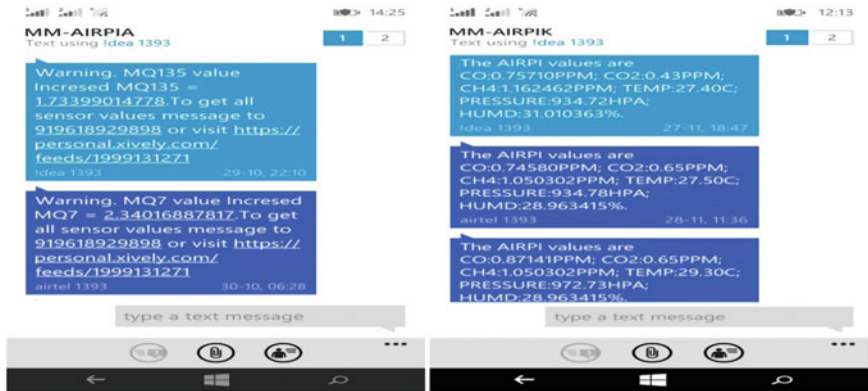 14:25
MM-AIRPIA
Text using !dea 1393
1 2
Warning. MQ135 value
Incresed MQ135 =
1.73399014778.To get all
sensor values message to
919618929898 or visit https://
personal.xively.com/
feeds/1999131271
!dea 1393 29-10, 22:10
Warning. MQ7 value Incresed
MQ7 = 2.34016887817.To get
all sensor values message to
919618929898 or visit https://
personal.xively.com/
feeds/1999131271
airtel 1393 30-10, 06:28
type a text message
12:13
MM-AIRPIK
Text using !dea 1393
1 2
The AIRPI values are
CO:0.75710PPM; CO2:0.43PPM;
CH4:1.162462PPM; TEMP:27.40C;
PRESSURE:934.72HPA;
HUMD:31.010363%.
!dea 1393 27-11, 18:47
The AIRPI values are
CO:0.74580PPM; CO2:0.65PPM;
CH4:1.050302PPM; TEMP:27.50C;
PRESSURE:934.78HPA;
HUMD:28.963415%.
airtel 1393 28-11, 11:36
The AIRPI values are
CO:0.87141PPM; CO2:0.65PPM;
CH4:1.050302PPM; TEMP:29.30C;
PRESSURE:972.73HPA;
HUMD:28.963415%.
type a text message